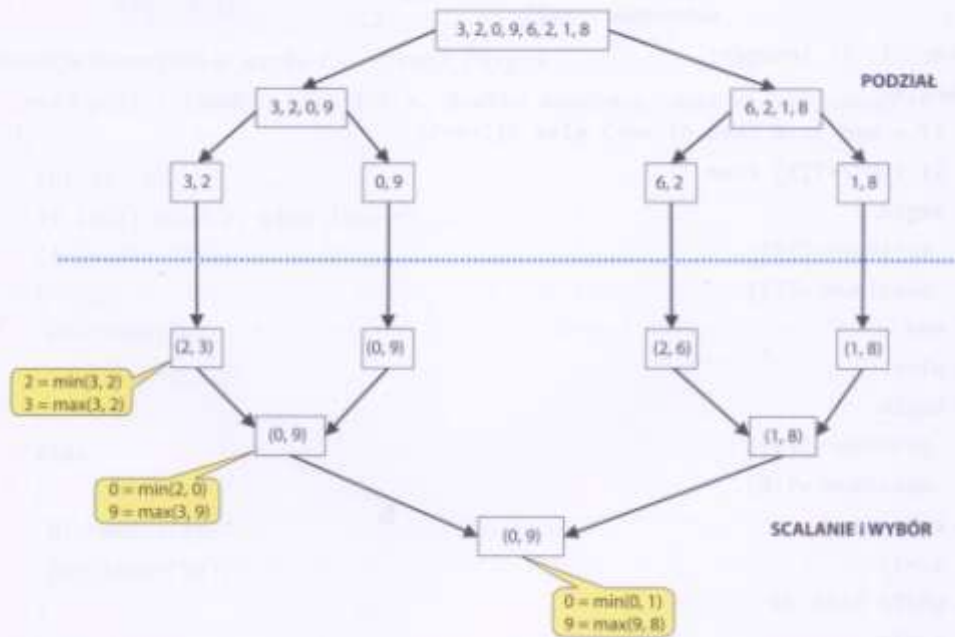 3, 2, 0, 9, 6, 2, 1, 8
PODZIAŁ
3, 2, 0, 9
6, 2, 1, 8
3, 2
0, 9
6, 2
1, 8
(2, 3)
(0, 9)
(2, 6)
(1, 8)
2 = min(3, 2)
3 = max(3, 2)
(0, 9)
(1, 8)
0 = min(2, 0)
9 = max(3, 9)
(0, 9)
SCALANIE I WYBÓR
0 = min(0, 1)
9 = max(9, 8)